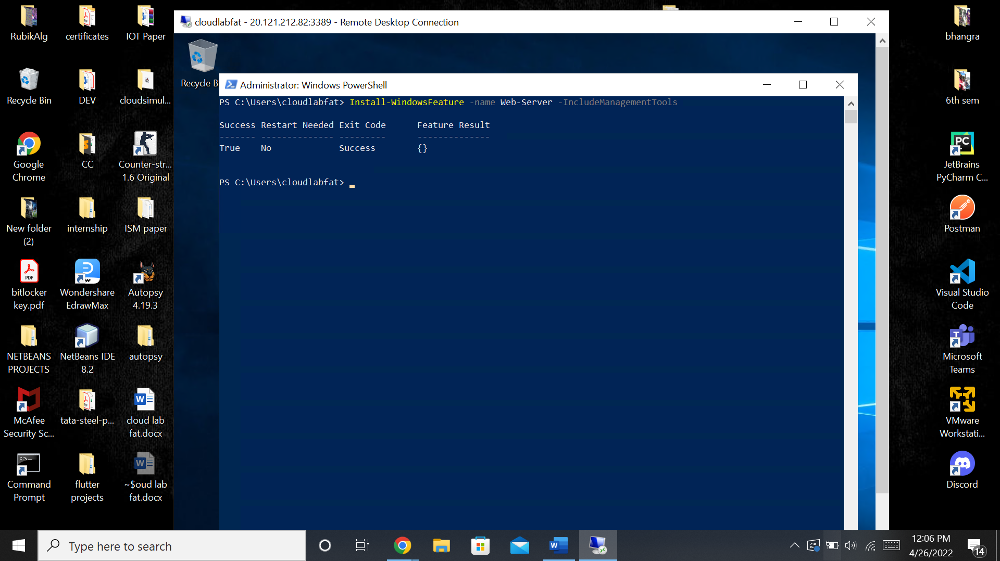 RubikAlg
certificates
IOT Paper
Recycle Bin
DEV
cloudsimul...
Google
Chrome
CC
Counter-str...
1.6 Original
New folder
(2)
internship
ISM paper
PDF
bitlocker
key.pdf
Wondershare
EdrawMax
Autopsy
4.19.3
NETBEANS
PROJECTS
NetBeans IDE
8.2
autopsy
McAfee
Security Sc...
tata-steel-p...
cloud lab
fat.docx
Command
Prompt
flutter
projects
~$oud lab
fat.docx
cloudlabfat - 20.121.212.82:3389 - Remote Desktop Connection
Recycle B
Administrator: Windows PowerShell
PS C:\Users\cloudlabfat> Install-WindowsFeature -name Web-Server -IncludeManagementTools
Success Restart Needed Exit Code      Feature Result
------- -------------- ---------      --------------
True    No             Success        {}
PS C:\Users\cloudlabfat>
bhangra
6th sem
PC
JetBrains
PyCharm C...
Postman
Visual Studio
Code
Microsoft
Teams
VMware
Workstati...
Discord
Type here to search
12:06 PM
4/26/2022
14